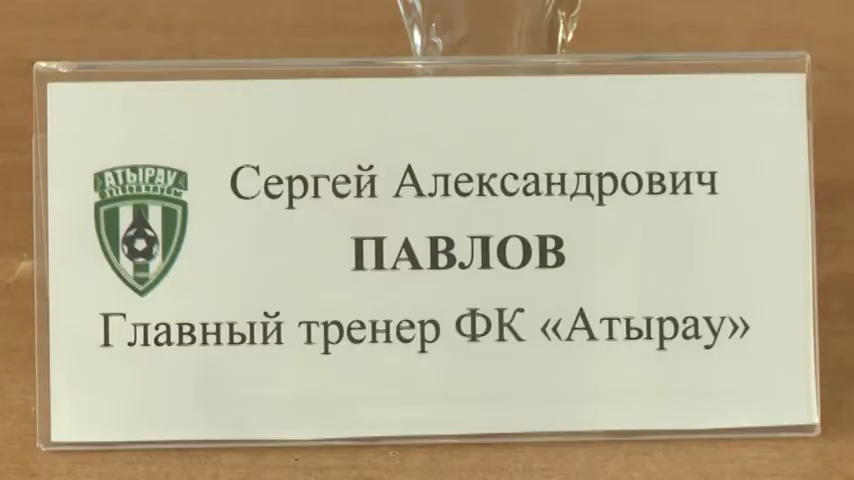 АТЫРАУ
Сергей Александрович
ПАВЛОВ
Главный тренер ФК «Атырау»